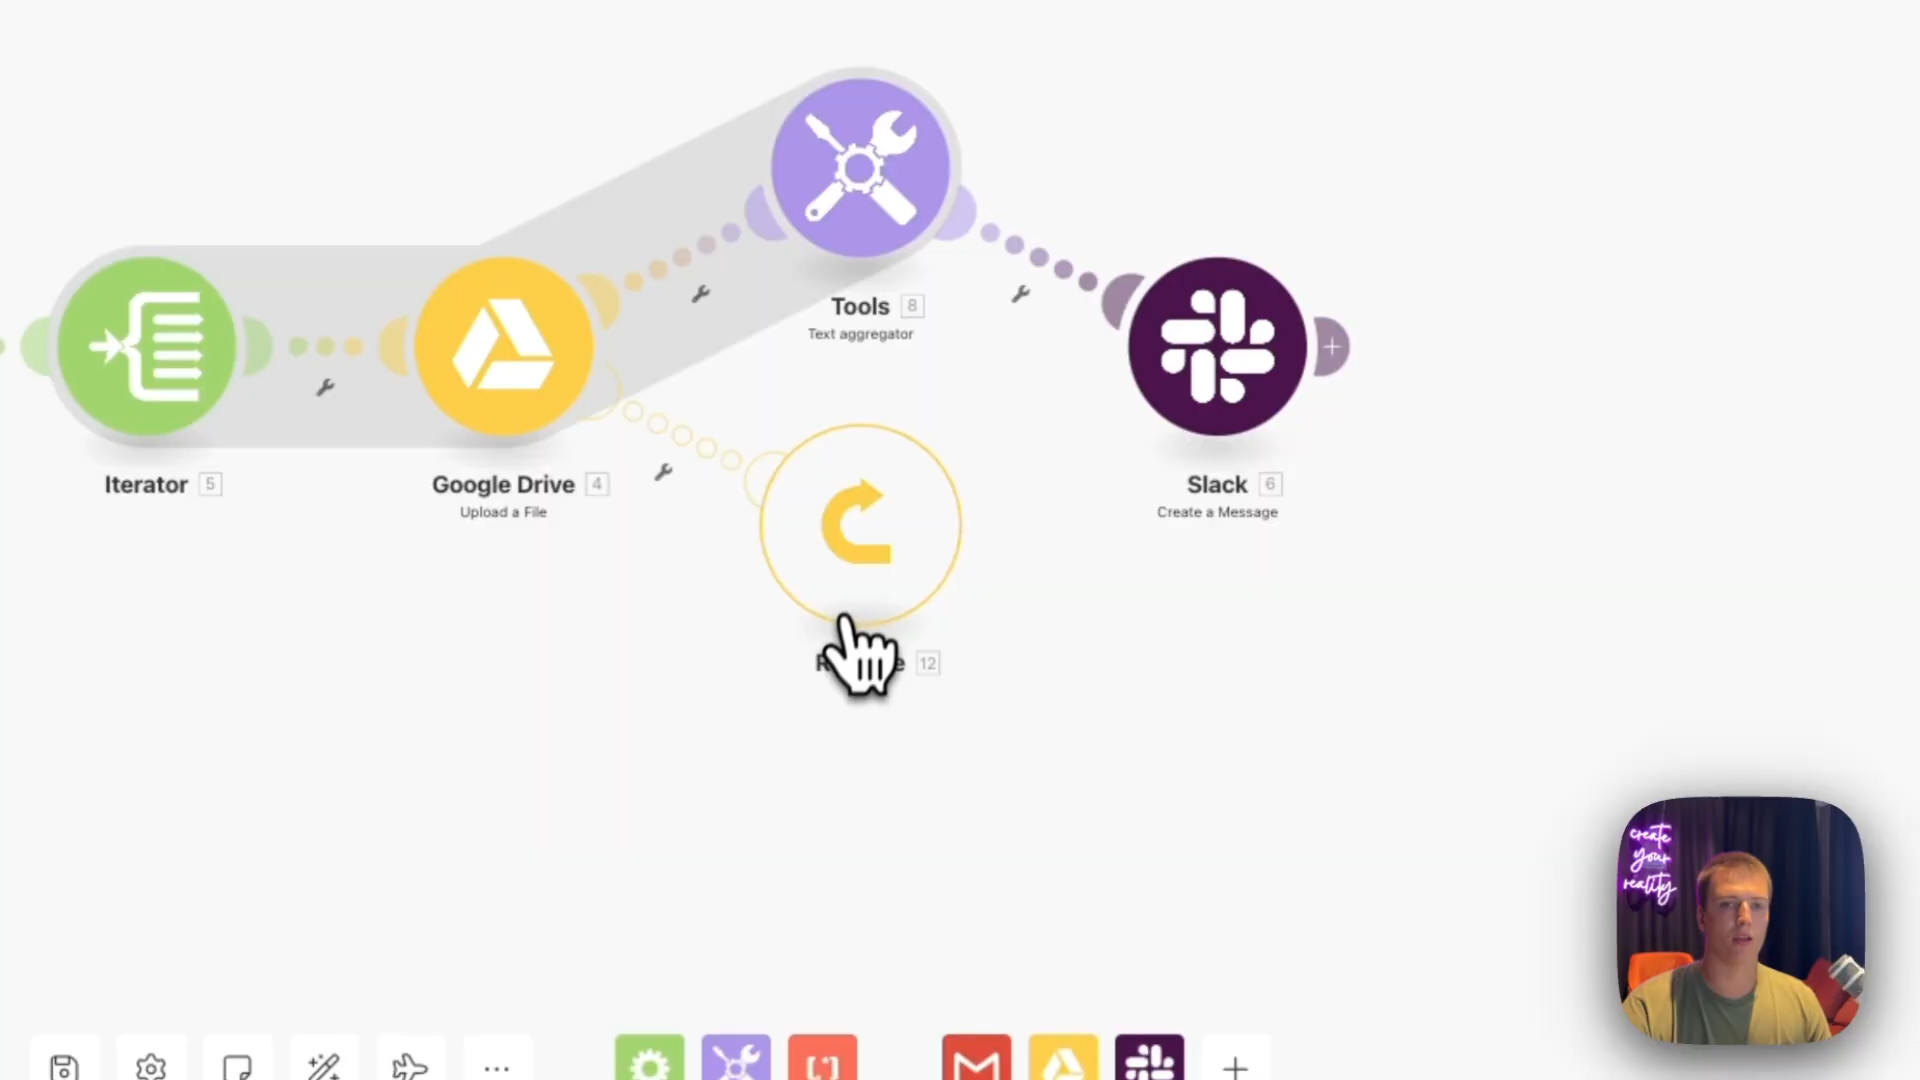 Tools 8
Text aggregator
Iterator 5
Google Drive 4
Upload a File
Slack 6
Create a Message
12
create
your
reality